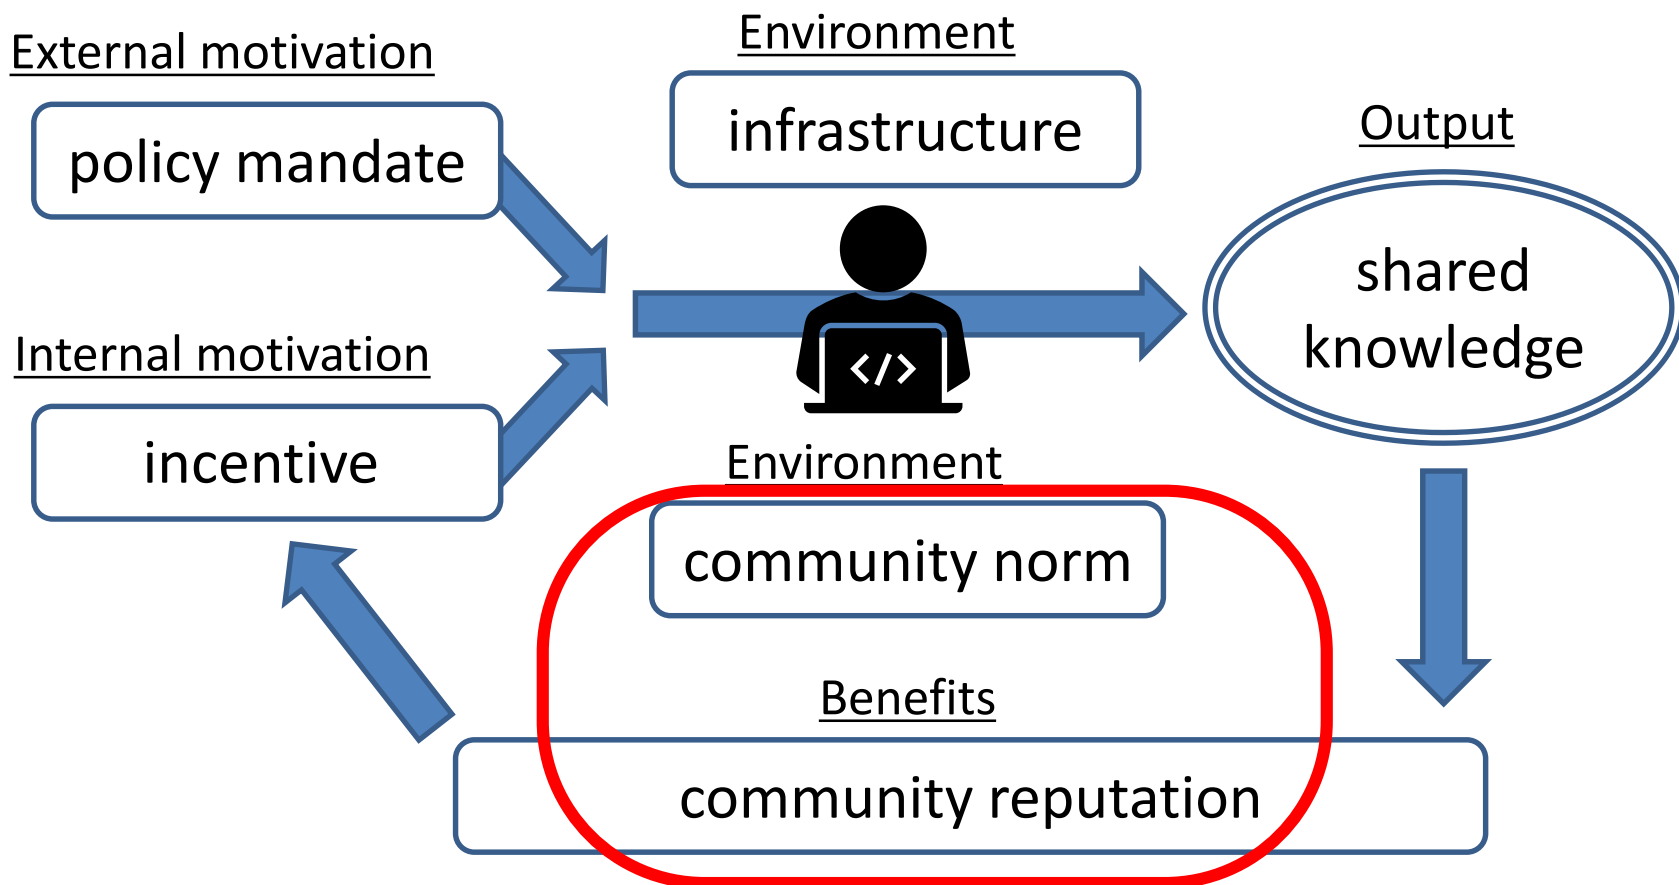 External motivation
policy mandate
Internal motivation
incentive
Environment
infrastructure
</>
Environment
community norm
Benefits
community reputation
Output
shared
knowledge